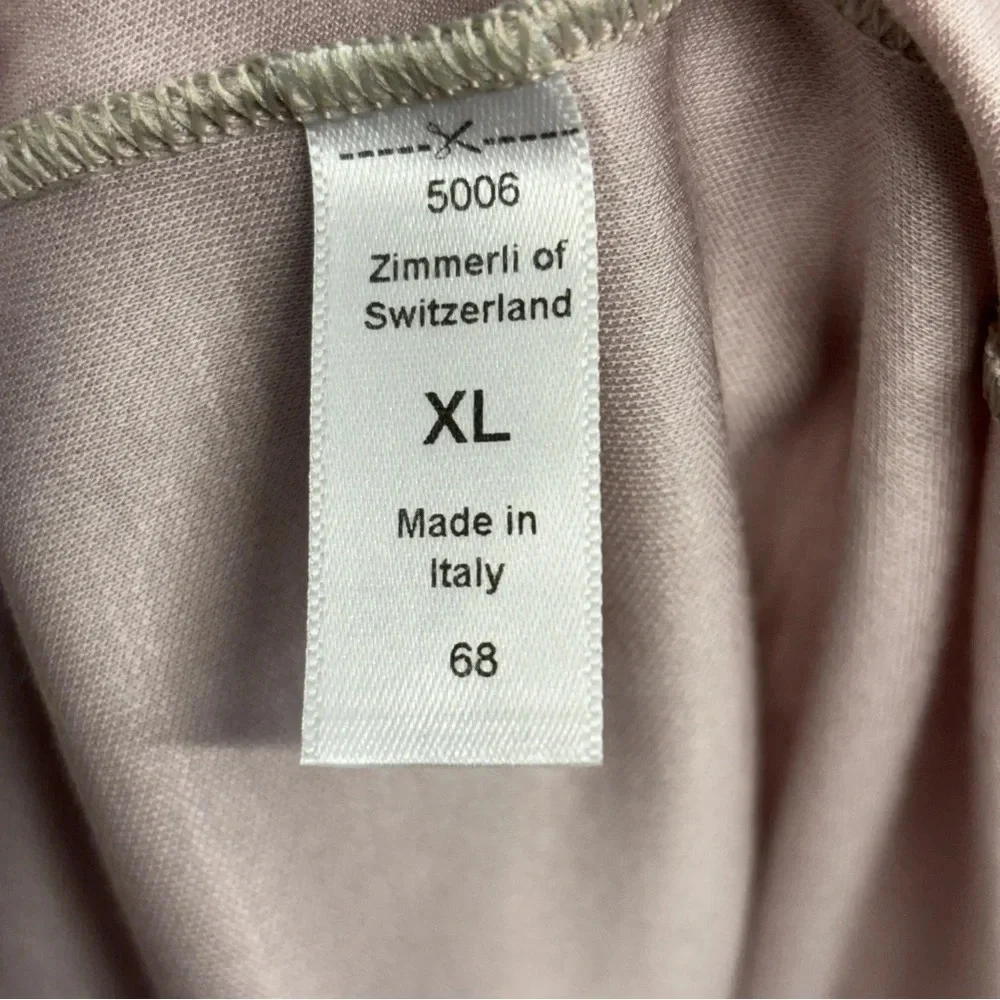 5006
Zimmerli of
Switzerland
XL
Made in
Italy
68